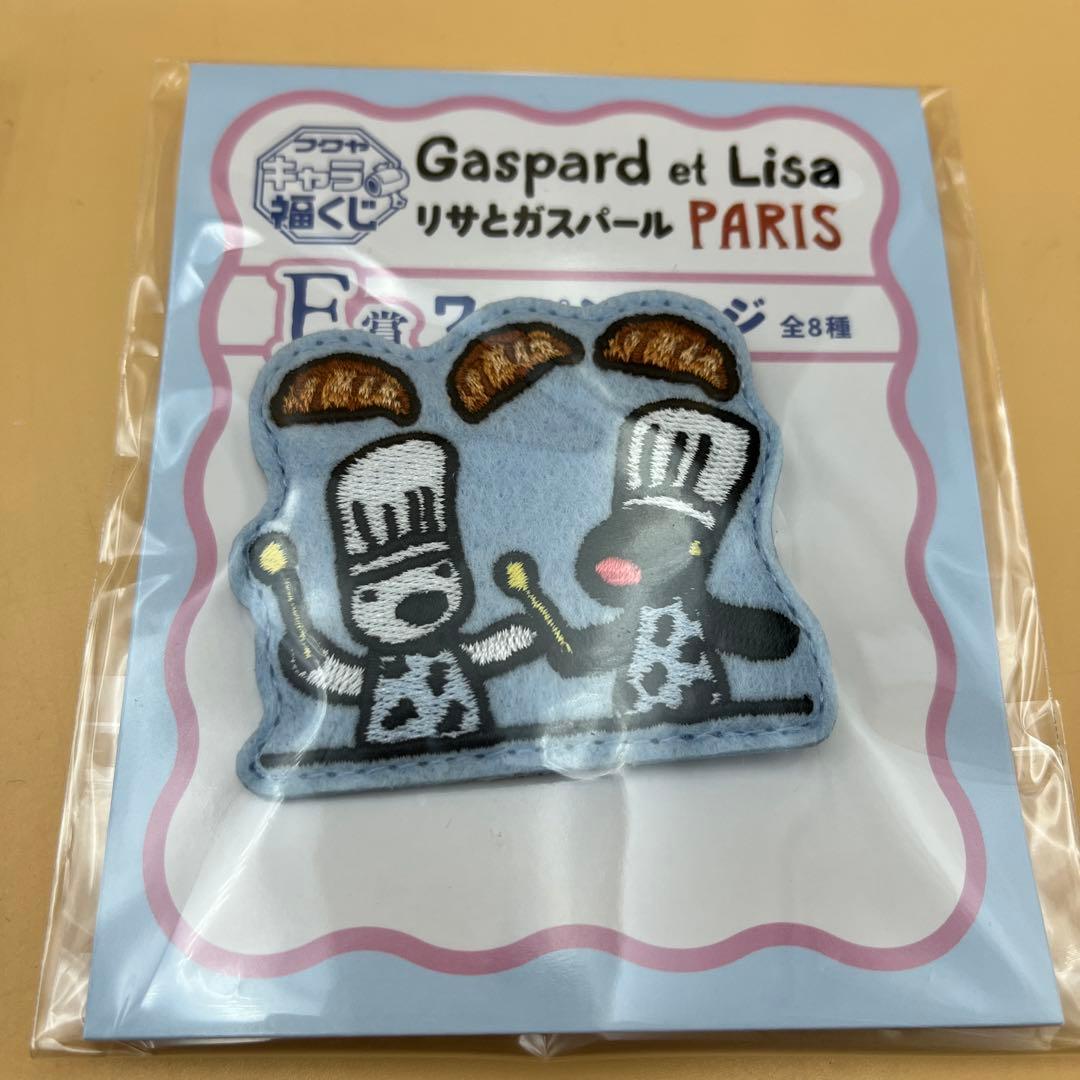 フクヤ
キャラ
福くじ
Gaspard et Lisa
リサとガスパール PARIS
賞
ジ 全8種